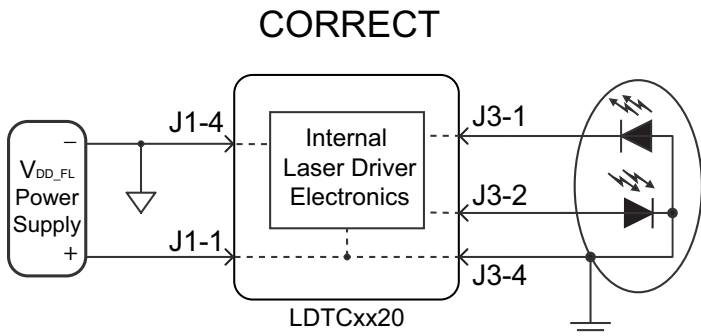 CORRECT
J1-4
J3-1
Internal
Laser Driver
Electronics
−
VDD_FL
Power
Supply
+
J3-2
J1-1
J3-4
LDTCxx20